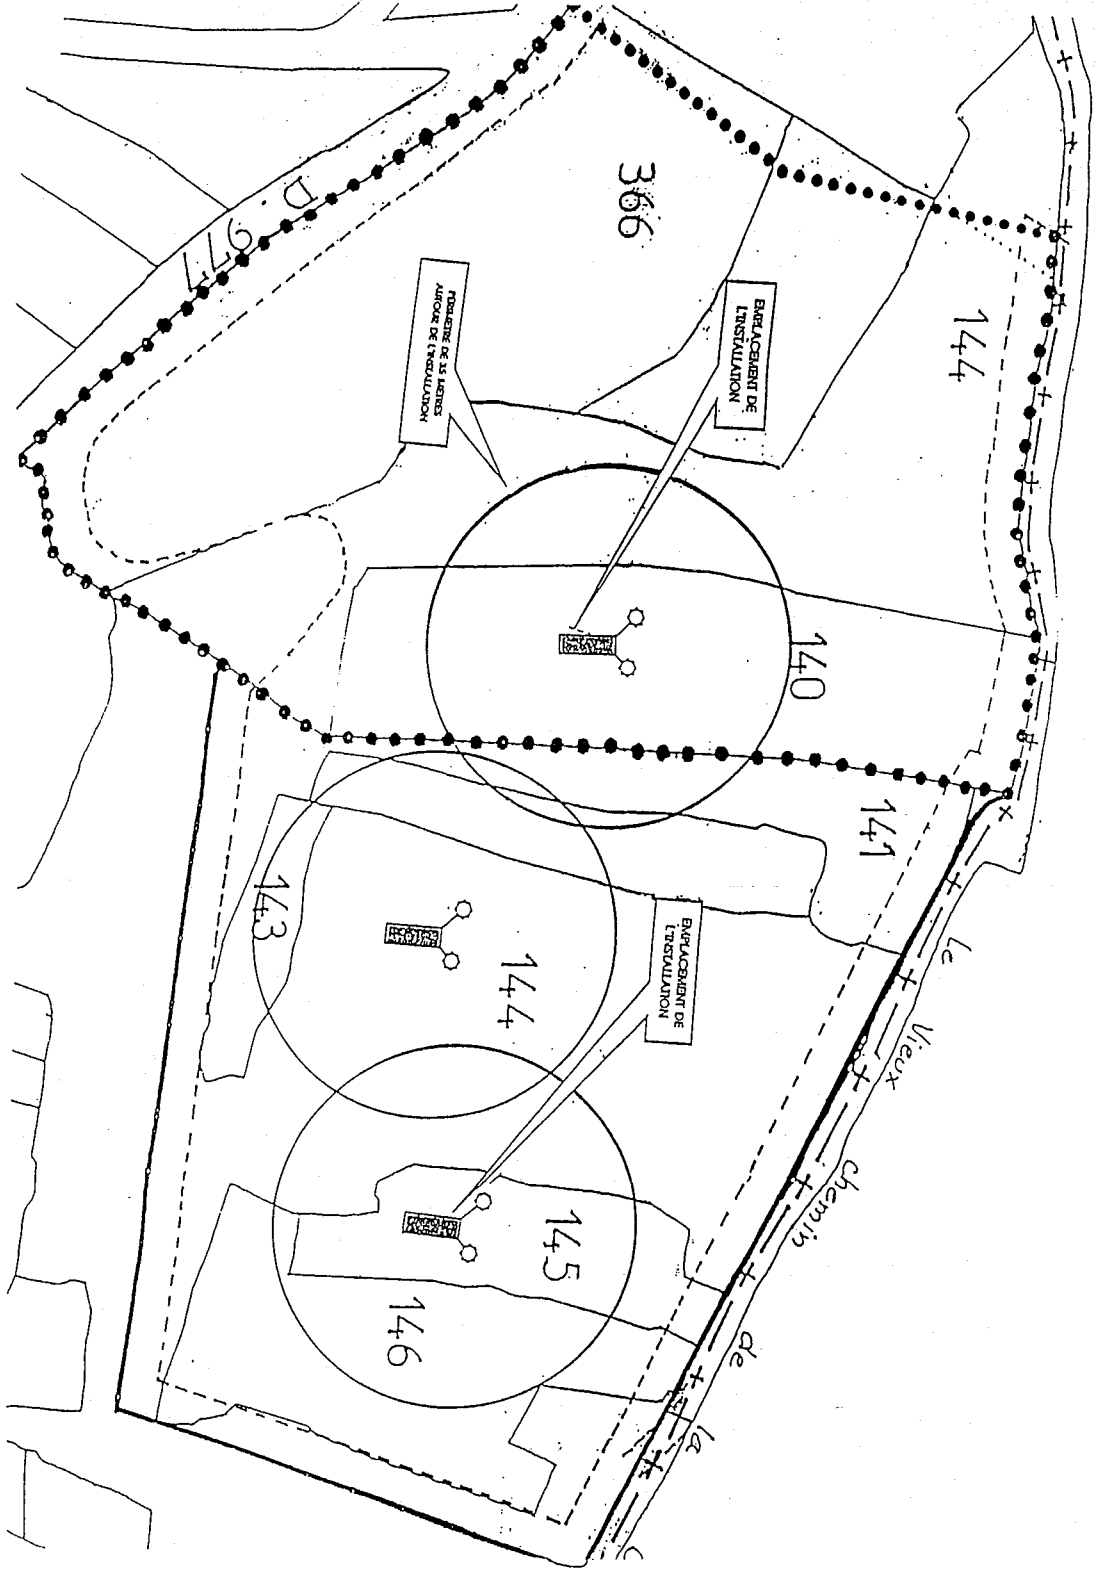 D 977
366
PERIMETRE DE 35 METRES
AUTOUR DE L'INSTALLATION
EMPLACEMENT DE
L'INSTALLATION
144
140
141
143
144
EMPLACEMENT DE
L'INSTALLATION
145
146
Le Vieux chemin de la